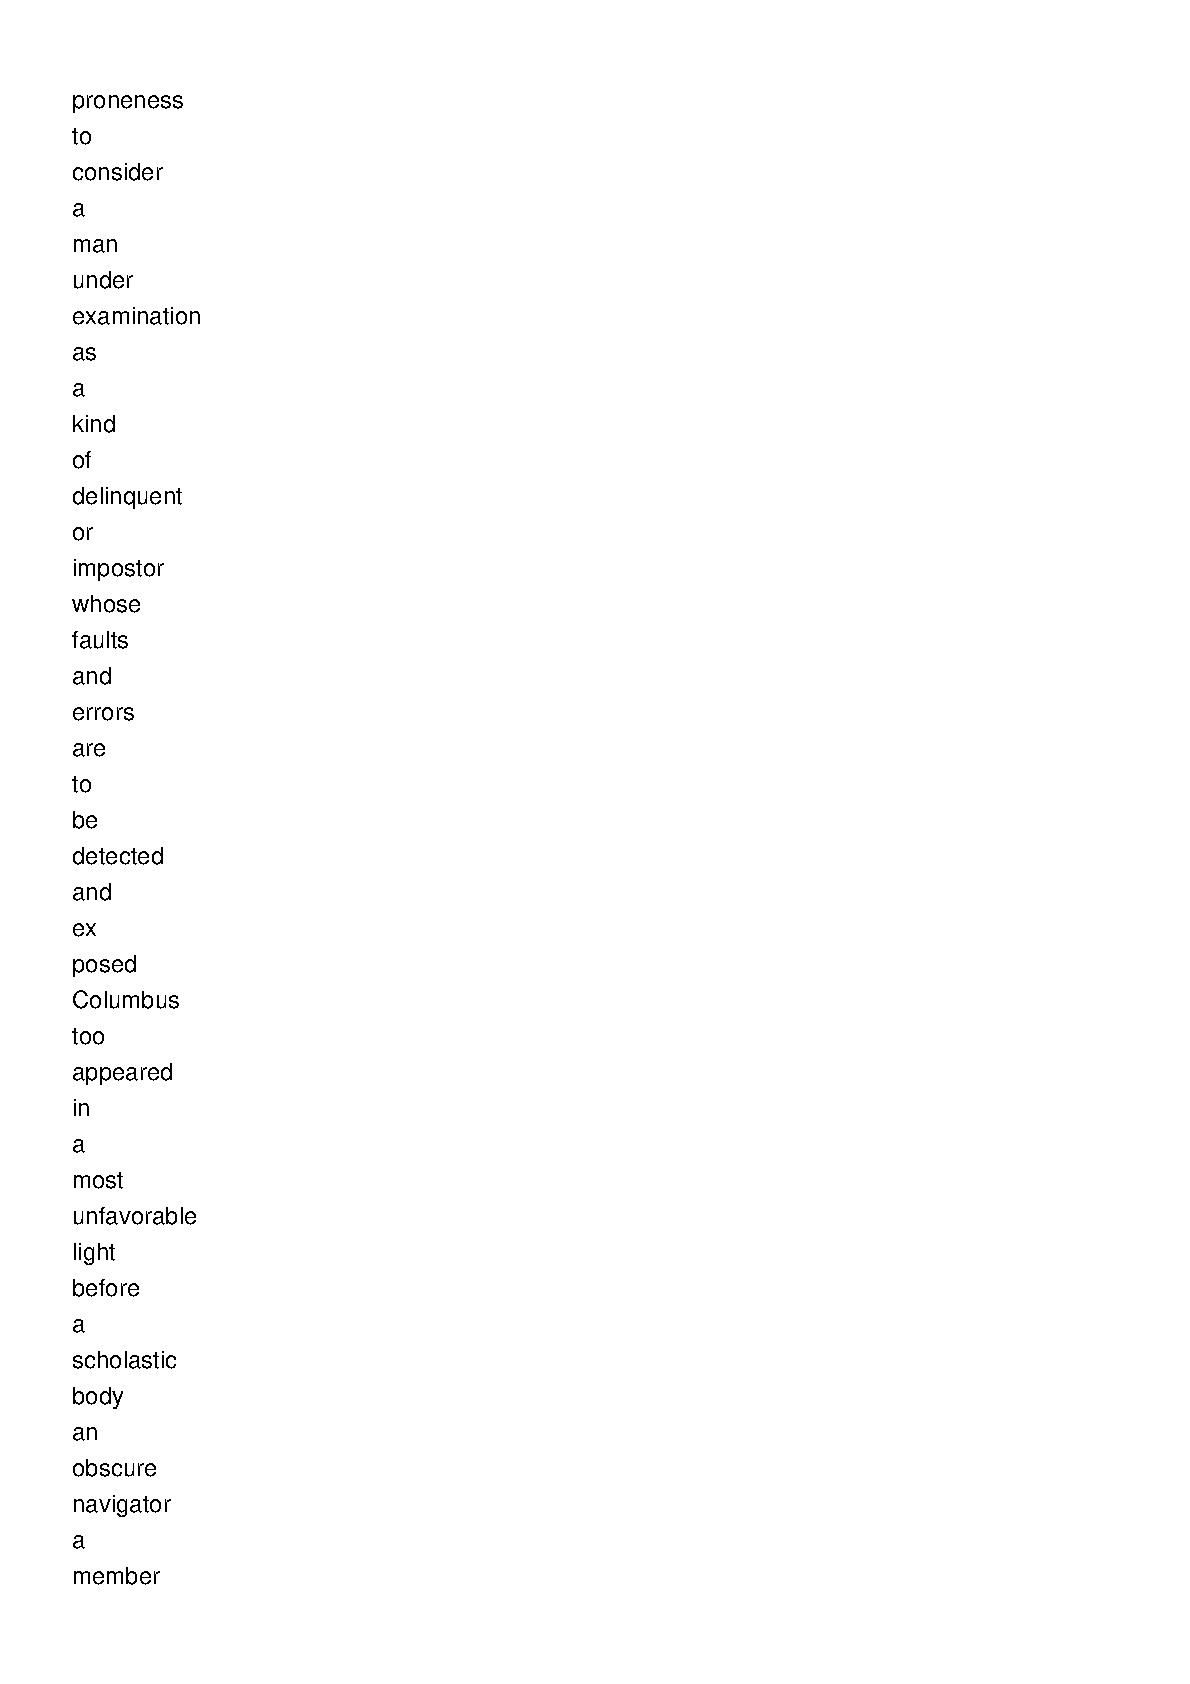 proneness
to
consider
a
man
under
examination
as
a
kind
of
delinquent
or
impostor
whose
faults
and
errors
are
to
be
detected
and
ex
posed
Columbus
too
appeared
in
a
most
unfavorable
light
before
a
scholastic
body
an
obscure
navigator
a
member